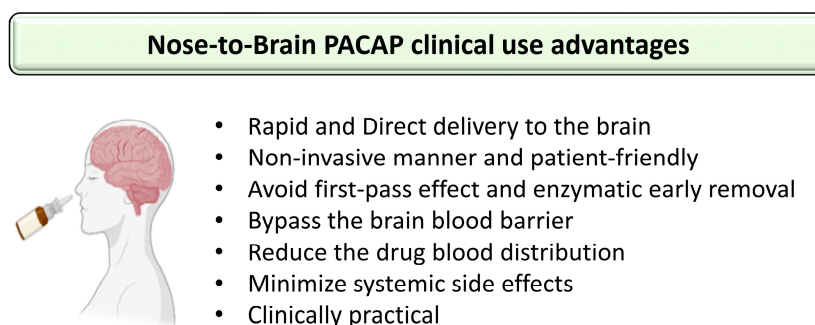 Nose-to-Brain PACAP clinical use advantages
• Rapid and Direct delivery to the brain
• Non-invasive manner and patient-friendly
• Avoid first-pass effect and enzymatic early removal
• Bypass the brain blood barrier
• Reduce the drug blood distribution
• Minimize systemic side effects
• Clinically practical